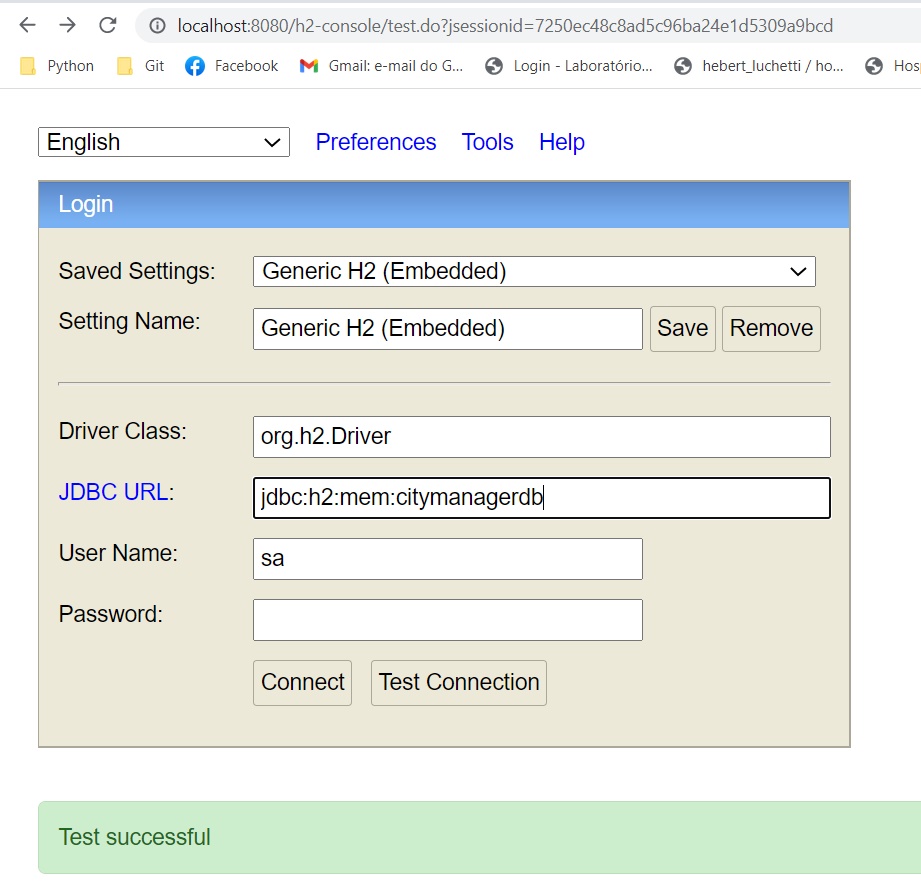 localhost:8080/h2-console/test.do?jsessionid=7250ec48c8ad5c96ba24e1d5309a9bcd
Python Git Facebook Gmail: e-mail do G... Login - Laboratório... hebert_luchetti / ho... Hos
English Preferences Tools Help
Login
Saved Settings: Generic H2 (Embedded)
Setting Name: Generic H2 (Embedded) Save Remove
Driver Class: org.h2.Driver
JDBC URL: jdbc:h2:mem:citymanagerdb
User Name: sa
Password:
Connect Test Connection
Test successful